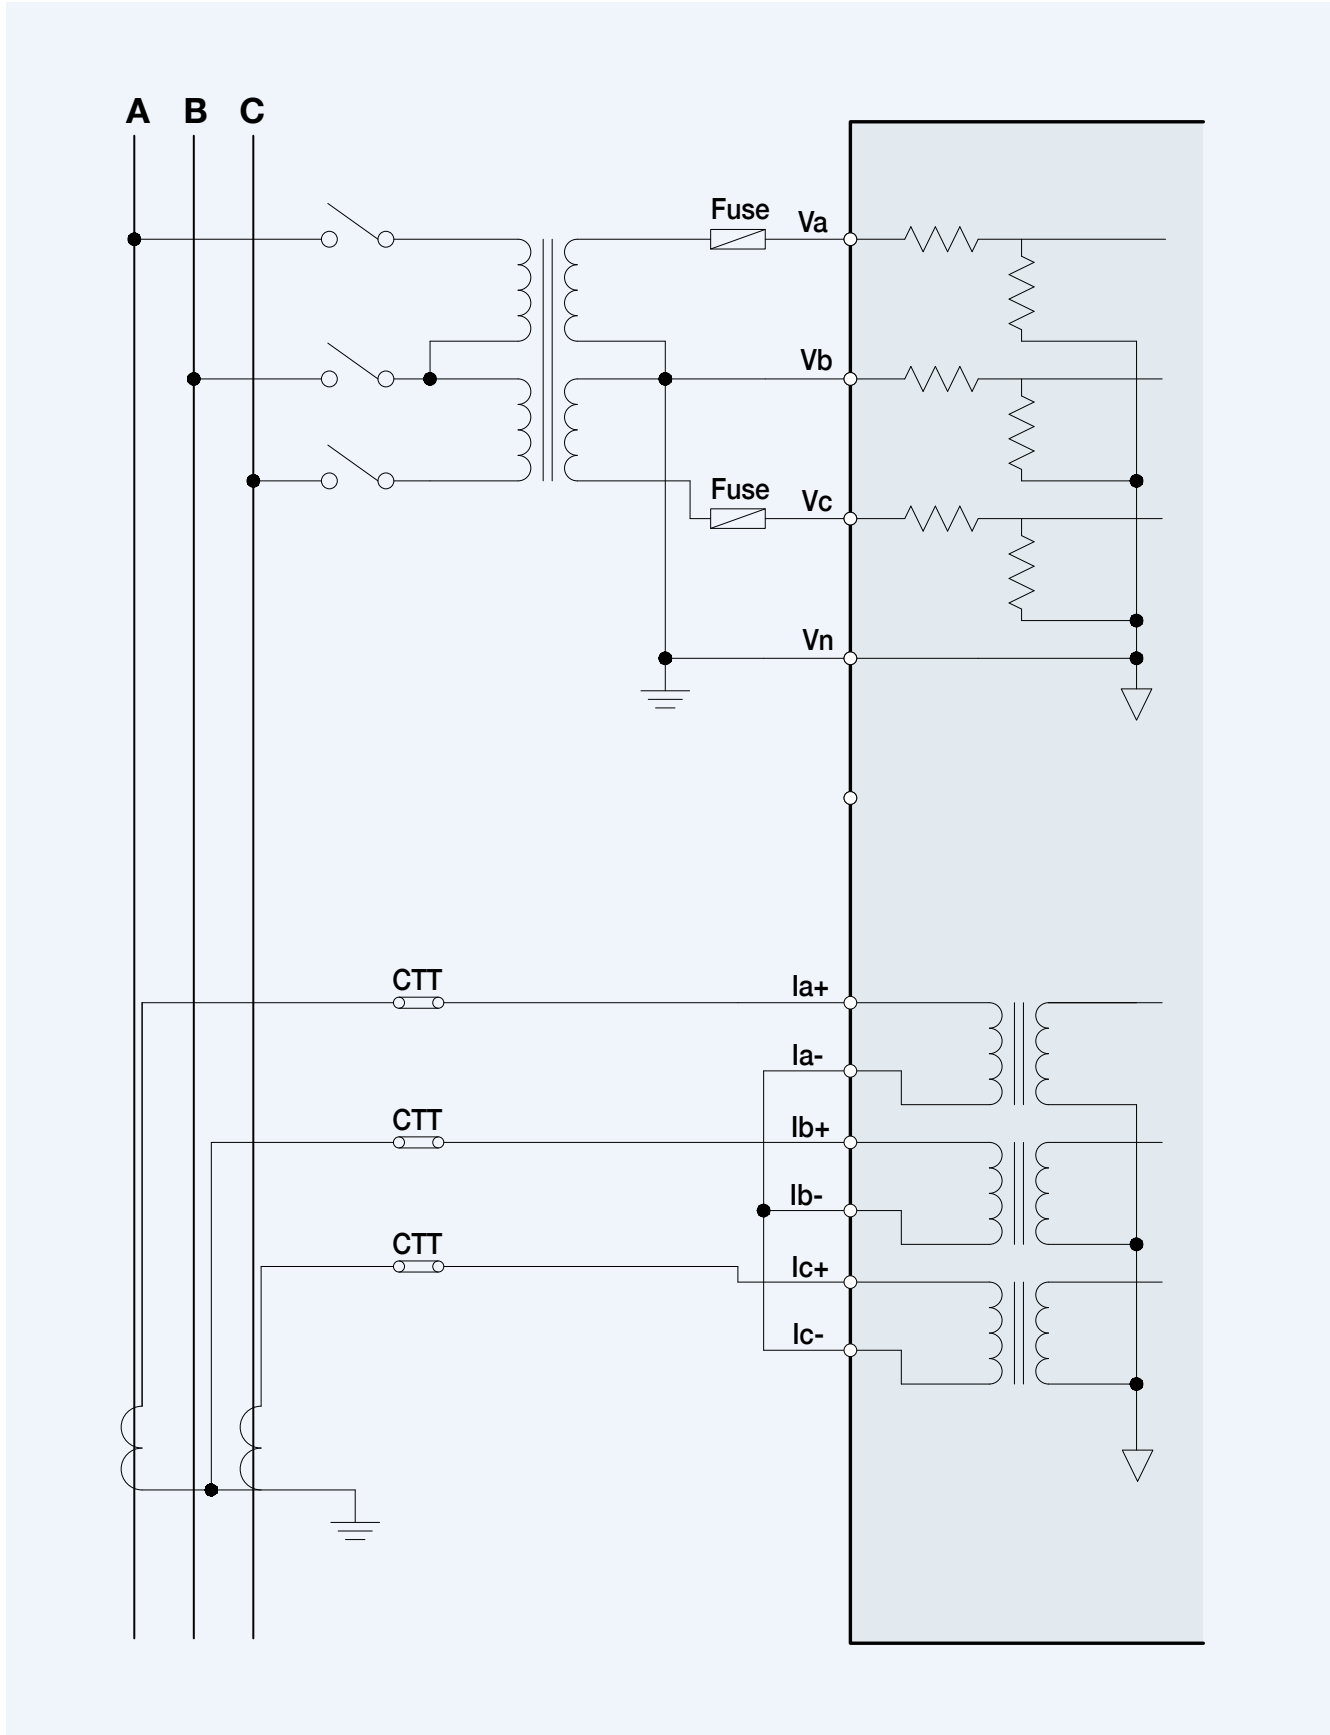 A B C
Fuse Va
Vb
Fuse Vc
Vn
CTT Ia+
Ia-
CTT Ib+
Ib-
CTT Ic+
Ic-